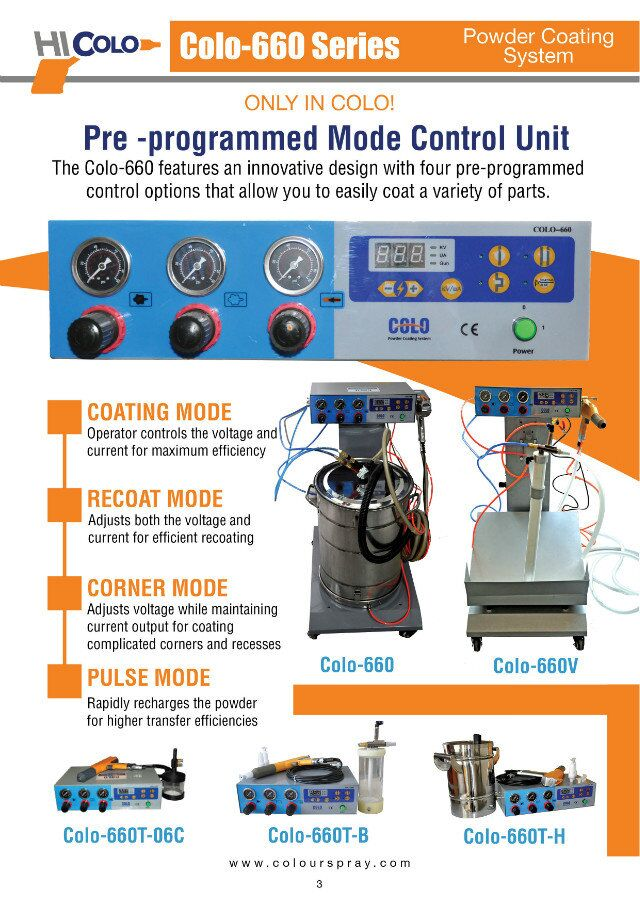 HICOLO
Colo-660 Series
Powder Coating
System
ONLY IN COLO!
Pre -programmed Mode Control Unit
The Colo-660 features an innovative design with four pre-programmed
control options that allow you to easily coat a variety of parts.
COLO-660
KV
UA
Gun
KV/uA
COLO
Powder Coating System
CE
0
1
Power
COATING MODE
Operator controls the voltage and
current for maximum efficiency
RECOAT MODE
Adjusts both the voltage and
current for efficient recoating
CORNER MODE
Adjusts voltage while maintaining
current output for coating
complicated corners and recesses
PULSE MODE
Rapidly recharges the powder
for higher transfer efficiencies
Colo-660
Colo-660V
Colo-660T-06C
Colo-660T-B
Colo-660T-H
www.colourspray.com
3